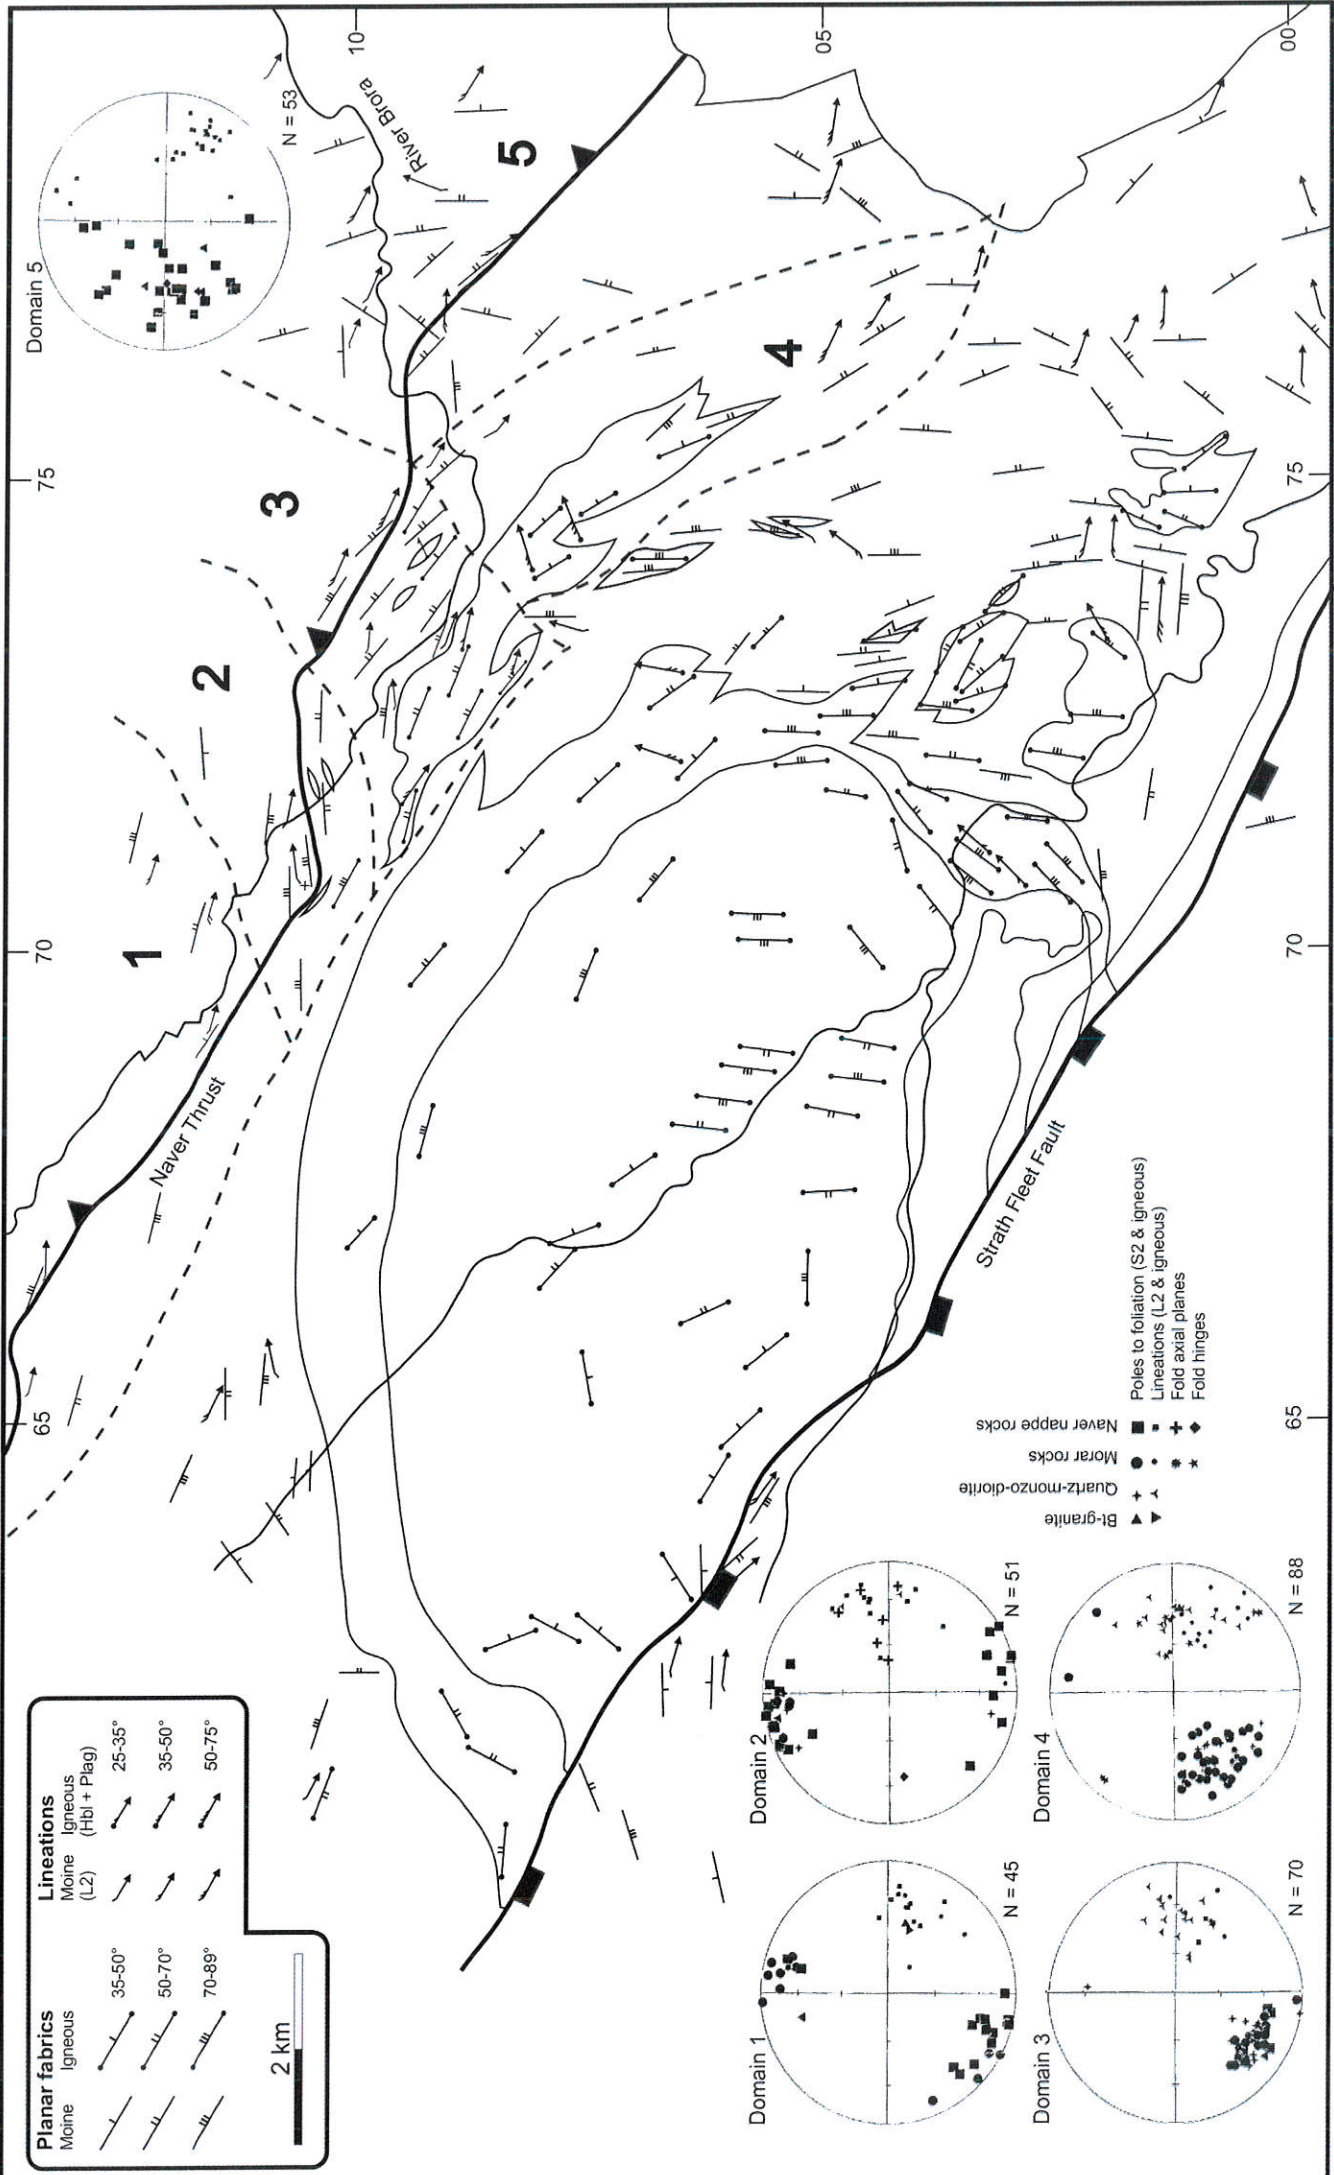 Planar fabrics
Moine Igneous
35-50°
50-70°
70-89°
2 km
Lineations
Moine Igneous
(L2) (Hbl + Plag)
25-35°
35-50°
50-75°
65
70
75
10
05
00
65
70
75
Naver Thrust
River Brora
Strath Fleet Fault
1
2
3
4
5
Domain 5
N = 53
Domain 1
N = 45
Domain 2
N = 51
Domain 3
N = 70
Domain 4
N = 88
Bt-granite
Quartz-monzo-diorite
Morar rocks
Naver nappe rocks
Poles to foliation (S2 & igneous)
Lineations (L2 & igneous)
Fold axial planes
Fold hinges